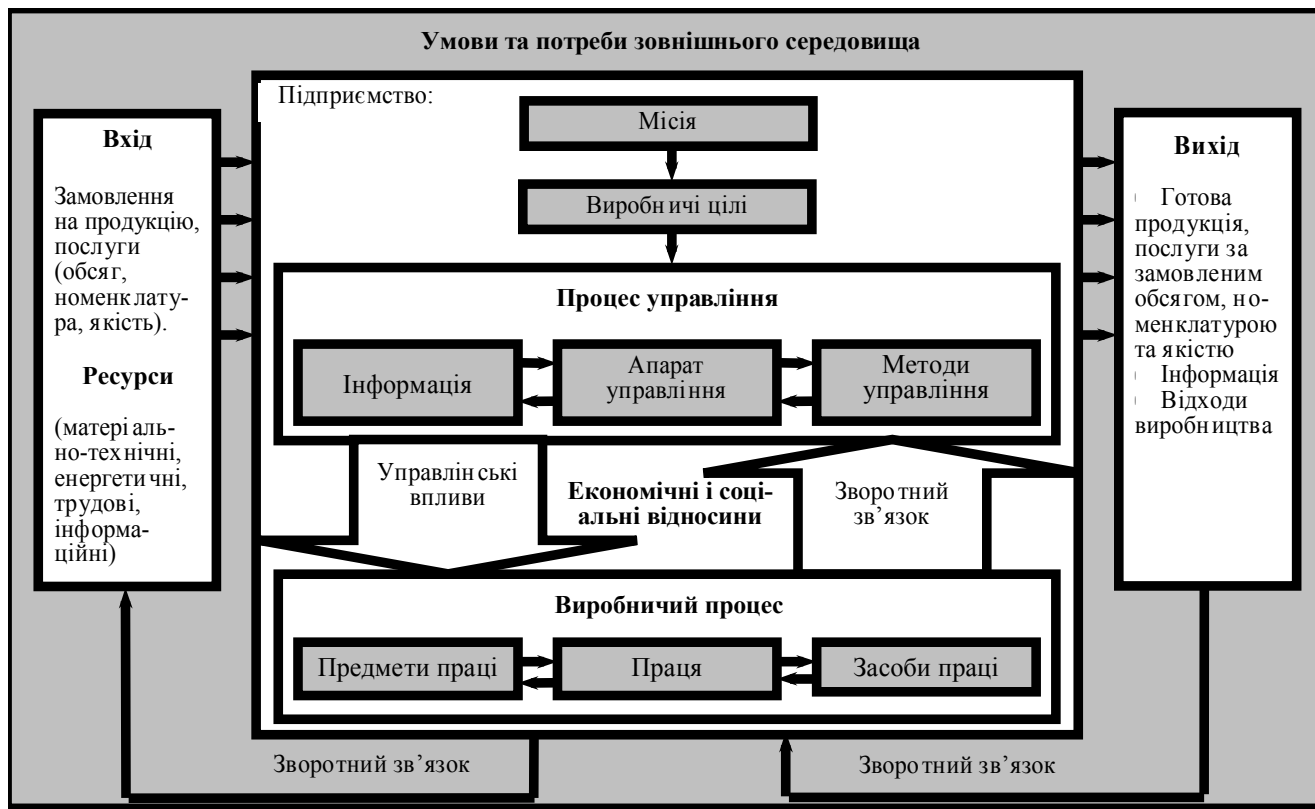 Умови та потреби зовнішнього середовища
Підприємство:
Вхід
Замовлення
на продукцію,
послуги
(обсяг,
номенклату-
ра, якість).
Ресурси
(матеріаль-
но-технічні,
енергетичні,
трудові,
інформа-
ційні)
Місія
Виробничі цілі
Процес управління
Інформація
Апарат
управління
Методи
управління
Управлінські
впливи
Економічні і соці-
альні відносини
Зворотний
зв’язок
Виробничий процес
Предмети праці
Праця
Засоби праці
Вихід
Готова
продукція,
послуги за
замовленим
обсягом, но-
менклатурою
та якістю
Інформація
Відходи
виробництва
Зворотний зв’язок
Зворотний зв’язок